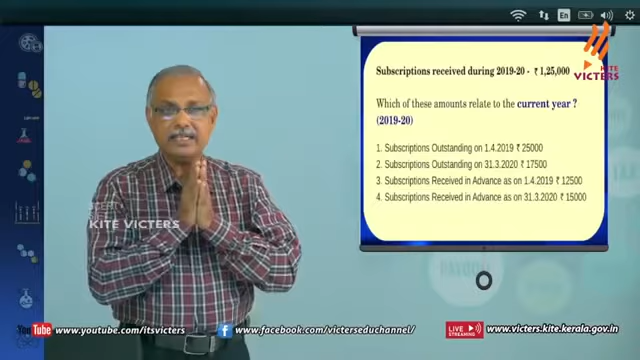 En
KITE
VICTERS
Subscriptions received during 2019-20 - ₹ 1,25,000
Which of these amounts relate to the current year ?
(2019-20)
1. Subscriptions Outstanding on 1.4.2019 ₹ 25000
2. Subscriptions Outstanding on 31.3.2020 ₹ 17500
3. Subscriptions Received in Advance as on 1.4.2019 ₹ 12500
4. Subscriptions Received in Advance as on 31.3.2020 ₹ 15000
KITE VICTERS
You Tube www.youtube.com/itsvicters
f www.facebook.com/victerseduchannel/
LIVE STREAMING www.victers.kite.kerala.gov.in